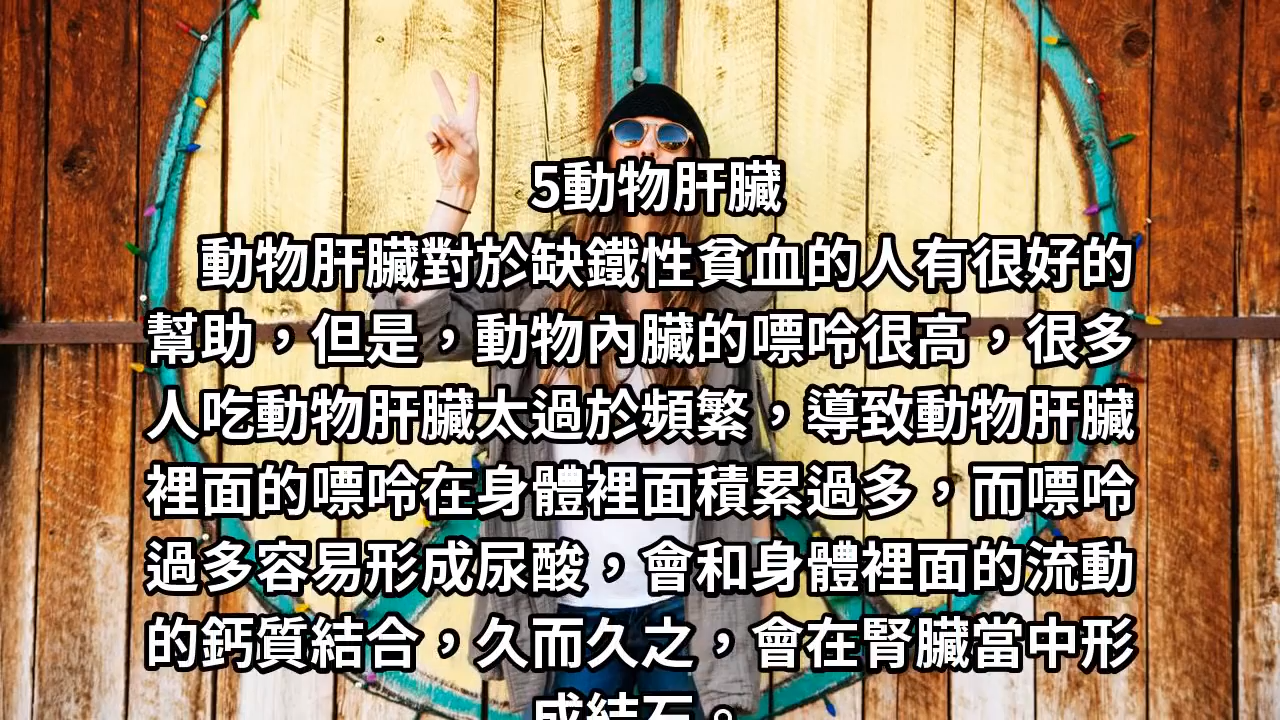 5動物肝臟
動物肝臟對於缺鐵性貧血的人有很好的
幫助，但是，動物內臟的嘌呤很高，很多
人吃動物肝臟太過於頻繁，導致動物肝臟
裡面的嘌呤在身體裡面積累過多，而嘌呤
過多容易形成尿酸，會和身體裡面的流動
的鈣質結合，久而久之，會在腎臟當中形
成結石。